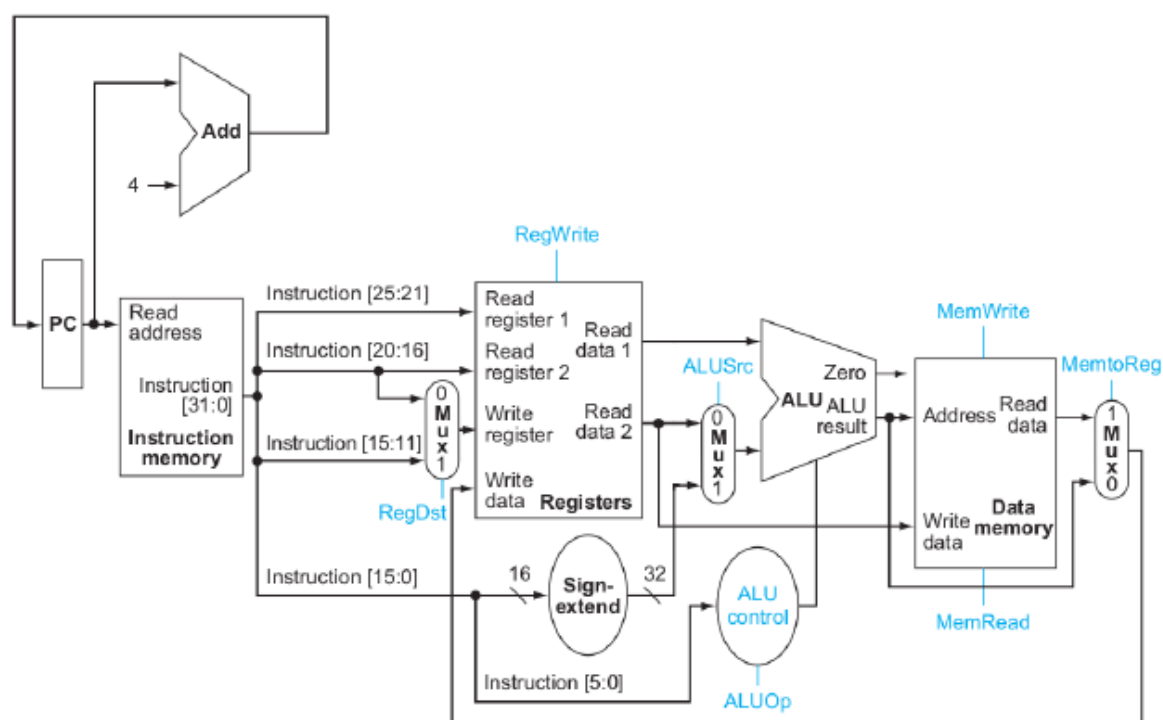 Add
4
RegWrite
PC
Read
address
Instruction
[31:0]
Instruction
memory
Instruction [25:21]
Instruction [20:16]
Instruction [15:11]
Instruction [15:0]
0
M
u
x
1
RegDst
Read
register 1
Read
register 2
Write
register
Write
data
Read
data 1
Read
data 2
Registers
16
Sign-
extend
32
Instruction [5:0]
ALUSrc
0
M
u
x
1
Zero
ALU
ALU
result
ALU
control
ALUOp
MemWrite
Address
Read
data
Write
data
Data
memory
MemRead
MemtoReg
1
M
u
x
0